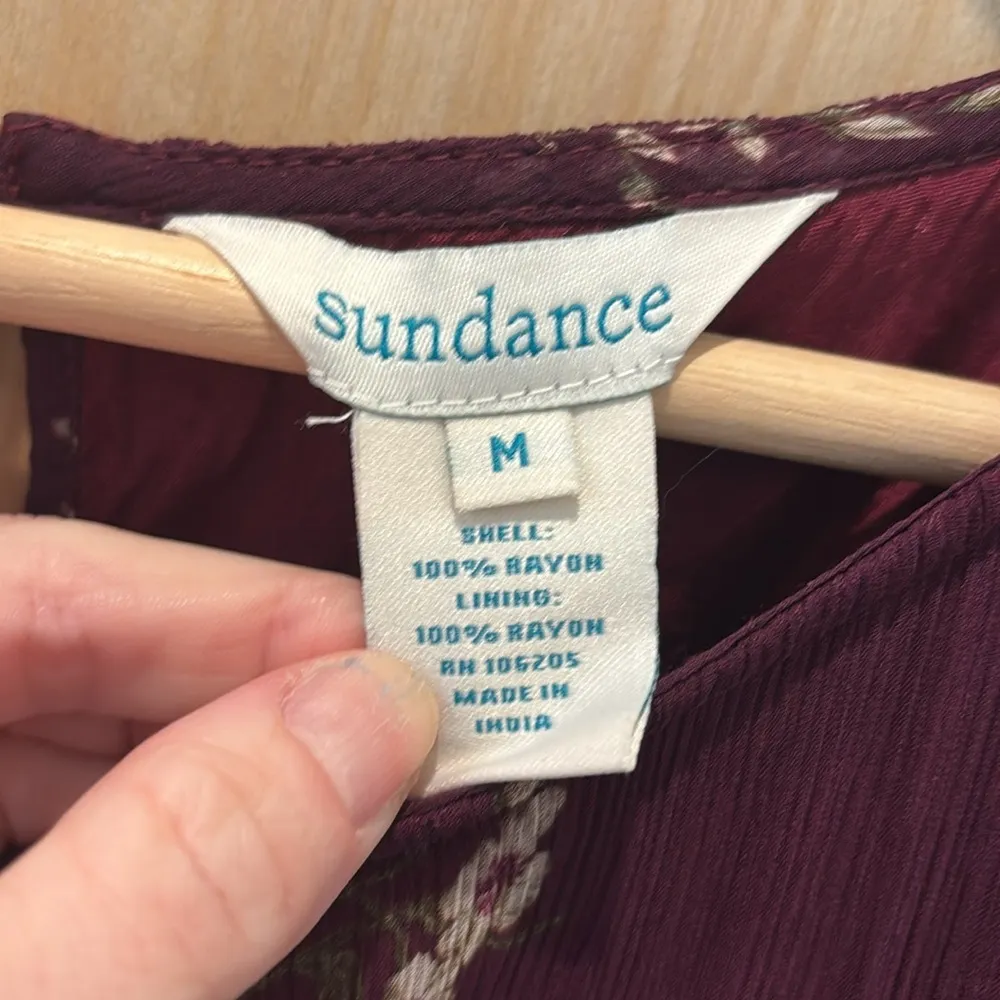 sundance
M
SHELL:
100% RAYON
LINING:
100% RAYON
RN 106205
MADE IN
INDIA